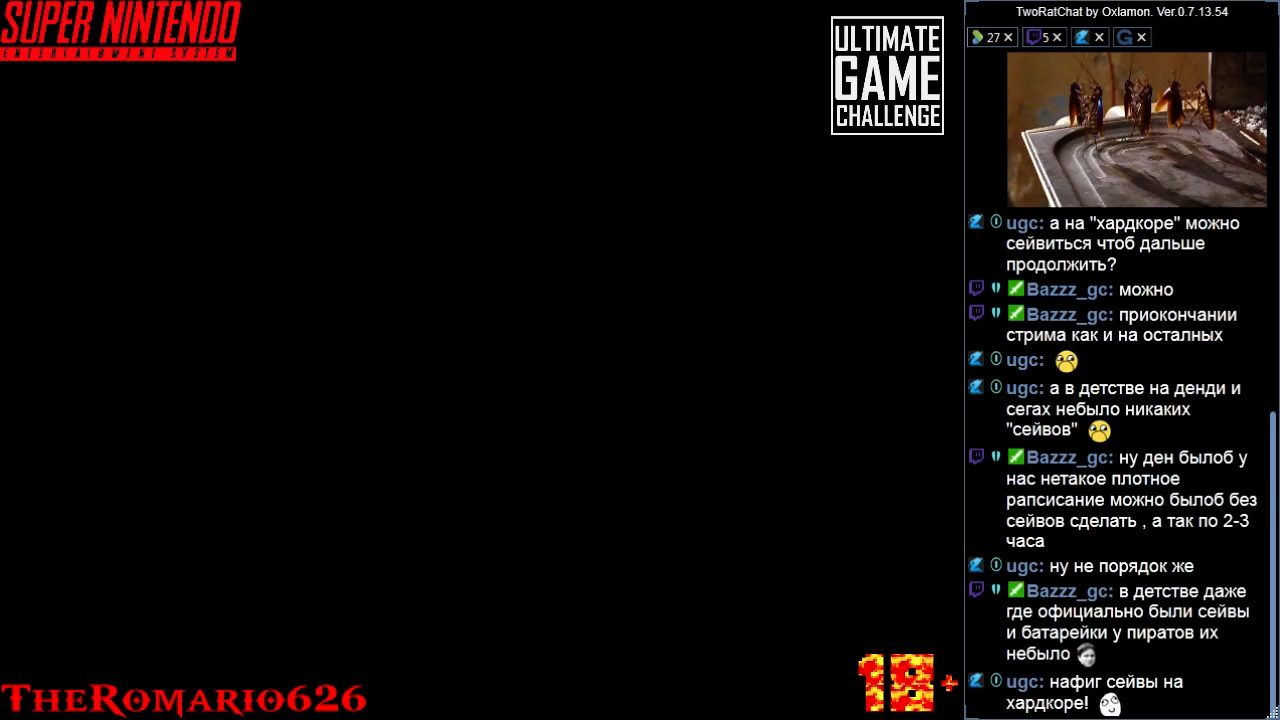 SUPER NINTENDO
ENTERTAINMENT SYSTEM
ULTIMATE
GAME
CHALLENGE
TheRomario626
18+
TwoRatChat by Oxlamon. Ver.0.7.13.54
27 × 5 × × G ×
ugc: а на "хардкоре" можно
сейвиться чтоб дальше
продолжить?
Bazzz_gc: можно
Bazzz_gc: приокончании
стрима как и на осталных
ugc:
ugc: а в детстве на денди и
сегах небыло никаких
"сейвов"
Bazzz_gc: ну ден былоб у
нас нетакое плотное
рапсисание можно былоб без
сейвов сделать , а так по 2-3
часа
ugc: ну не порядок же
Bazzz_gc: в детстве даже
где официально были сейвы
и батарейки у пиратов их
небыло
ugc: нафиг сейвы на
хардкоре!